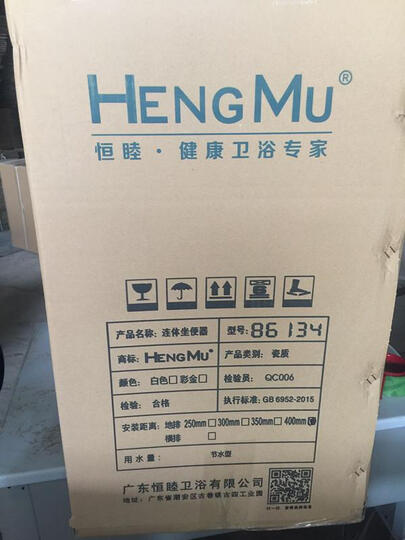 HENGMU®
恒睦·健康卫浴专家
产品名称: 连体坐便器 型号: 86134
商标: HENGMU® 产品类别: 瓷质
颜色: 白色□ 彩金□ 检验员: QC006
检验: 合格 执行标准: GB 6952-2015
安装距离: 地排 250mm□ 300mm□ 350mm□ 400mm□
横排 □
用水量: 节水型
广东恒睦卫浴有限公司
广东省潮安区古巷镇古四工业园